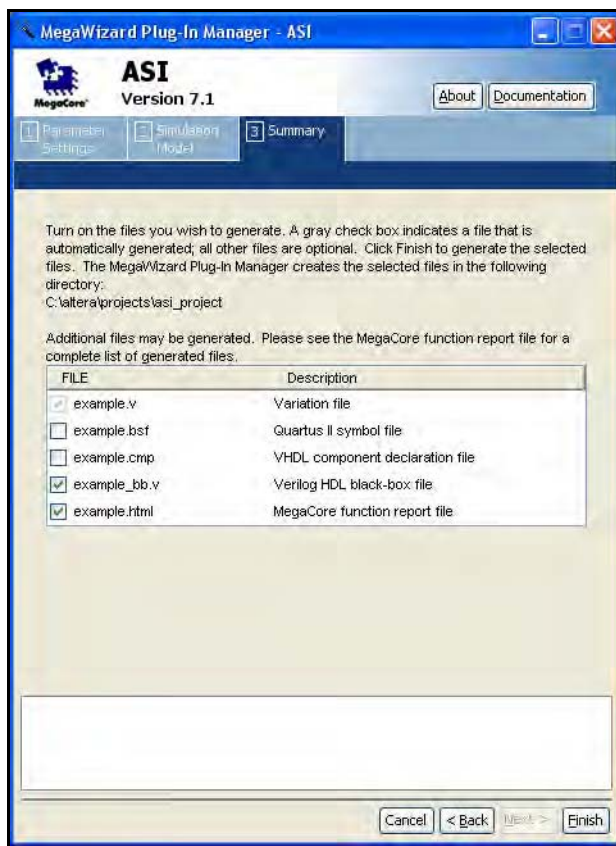 MegaWizard Plug-In Manager - ASI
MegaCore
ASI
Version 7.1
About
Documentation
1 Parameter
Settings
2 Simulation
Model
3 Summary
Turn on the files you wish to generate. A gray check box indicates a file that is
automatically generated; all other files are optional. Click Finish to generate the selected
files. The MegaWizard Plug-In Manager creates the selected files in the following
directory:
C:\altera\projects\asi_project
Additional files may be generated. Please see the MegaCore function report file for a
complete list of generated files.
FILE Description
example.v Variation file
example.bsf Quartus II symbol file
example.cmp VHDL component declaration file
example_bb.v Verilog HDL black-box file
example.html MegaCore function report file
Cancel
< Back
Next >
Finish